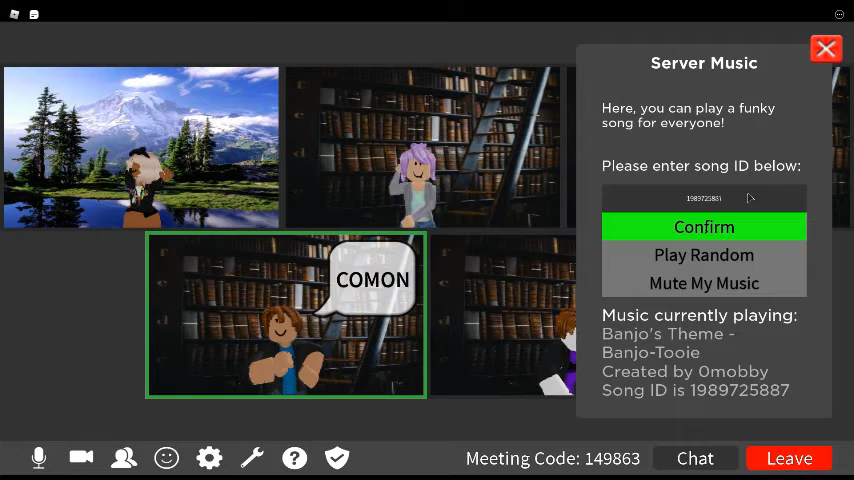 Server Music
Here, you can play a funky
song for everyone!
Please enter song ID below:
1989725887
Confirm
Play Random
Mute My Music
Music currently playing:
Banjo's Theme -
Banjo-Tooie
Created by 0mobby
Song ID is 1989725887
COMON
Meeting Code: 149863
Chat
Leave